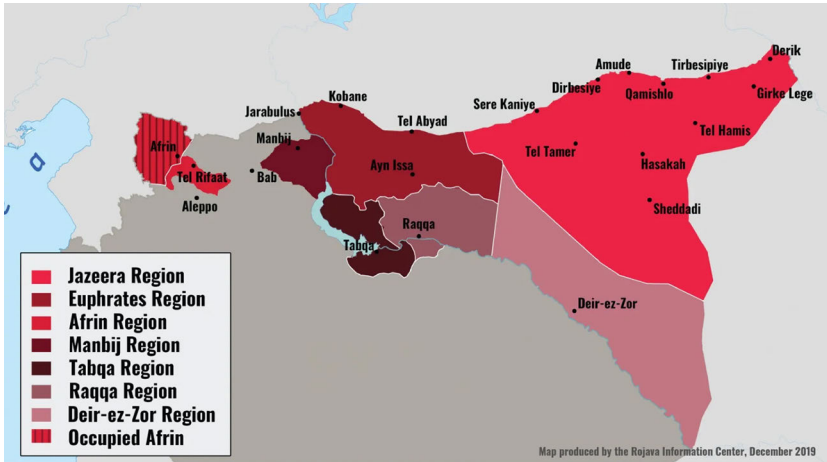 Derik
Amude
Tirbesipiye
Dirbesiye
Qamishlo
Girke Lege
Kobane
Sere Kaniye
Jarabulus
Tel Abyad
Tel Hamis
Manbij
Afrin
Tel Tamer
Hasakah
Ayn Issa
Tel Rifaat
Bab
Aleppo
Sheddadi
Raqqa
Tabqa
Deir-ez-Zor
Jazeera Region
Euphrates Region
Afrin Region
Manbij Region
Tabqa Region
Raqqa Region
Deir-ez-Zor Region
Occupied Afrin
Map produced by the Rojava Information Center, December 2019